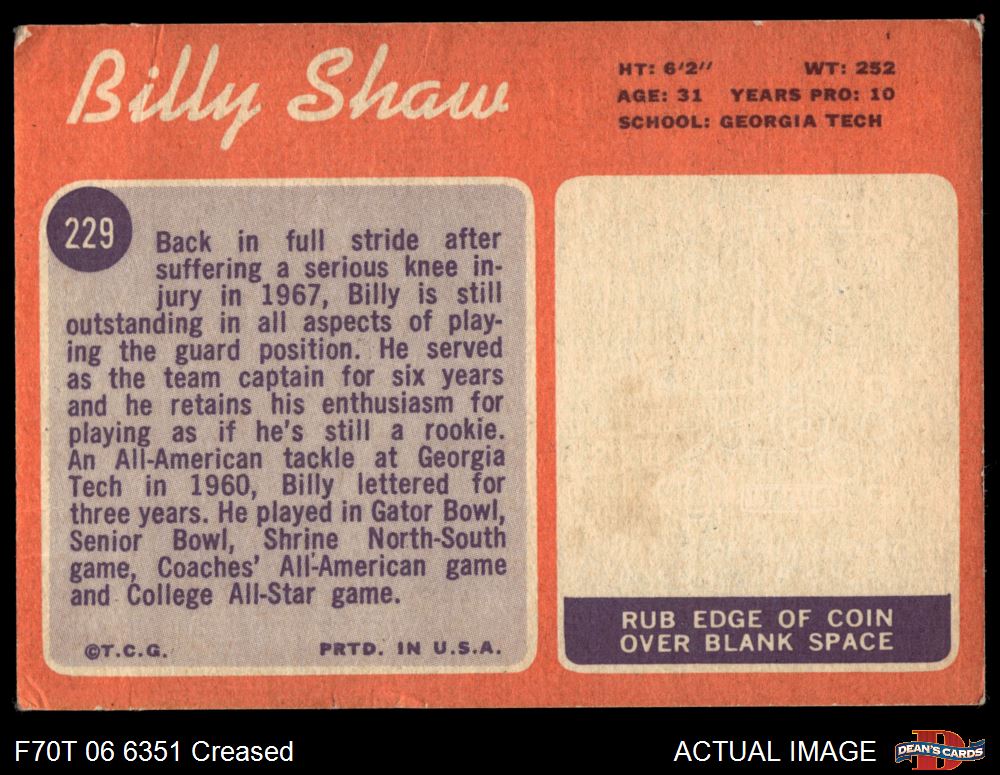 Billy Shaw
HT: 6'2" WT: 252
AGE: 31 YEARS PRO: 10
SCHOOL: GEORGIA TECH
229
Back in full stride after
suffering a serious knee in-
jury in 1967, Billy is still
outstanding in all aspects of play-
ing the guard position. He served
as the team captain for six years
and he retains his enthusiasm for
playing as if he's still a rookie.
An All-American tackle at Georgia
Tech in 1960, Billy lettered for
three years. He played in Gator Bowl,
Senior Bowl, Shrine North-South
game, Coaches' All-American game
and College All-Star game.
©T.C.G. PRTD. IN U.S.A.
RUB EDGE OF COIN
OVER BLANK SPACE
F70T 06 6351 Creased
ACTUAL IMAGE
D
DEAN'S CARDS